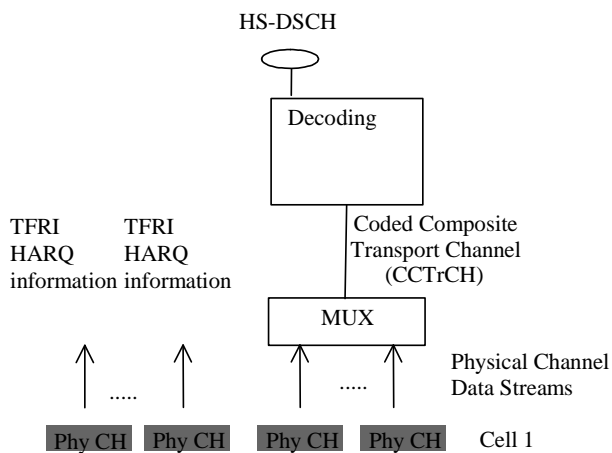 HS-DSCH
Decoding
TFRI TFRI
HARQ HARQ
information information
Coded Composite
Transport Channel
(CCTrCH)
MUX
Physical Channel
Data Streams
..... .....
Phy CH Phy CH Phy CH Phy CH Cell 1